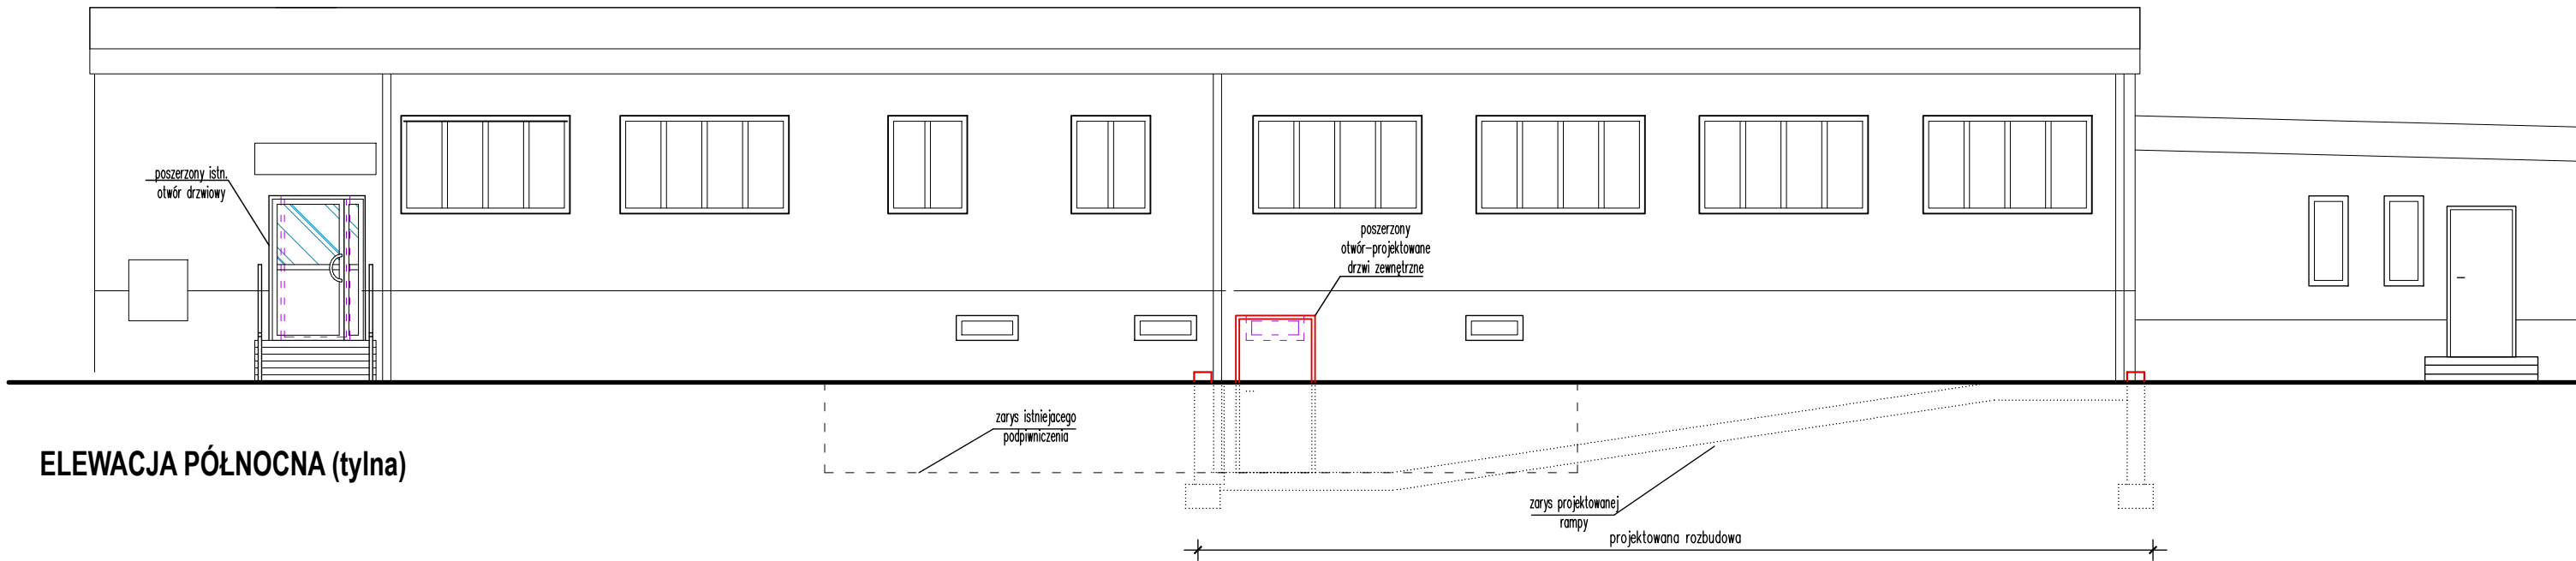 poszerzony istn.
otwór drzwiowy
poszerzony
otwór-projektowane
drzwi zewnętrzne
zarys istniejacego
podpiwniczenia
ELEWACJA PÓŁNOCNA (tylna)
zarys projektowanej
rampy
projektowana rozbudowa